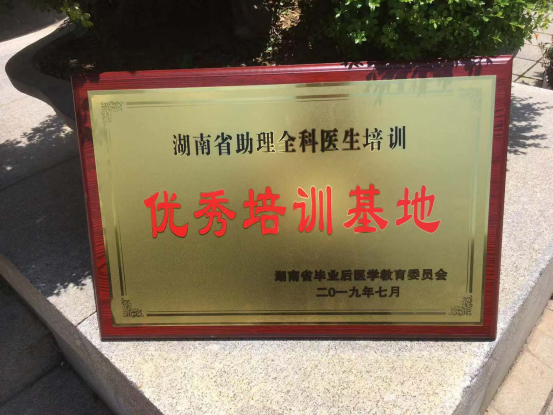 湖南省助理全科医生培训
优秀培训基地
湖南省毕业后医学教育委员会
二0一九年七月